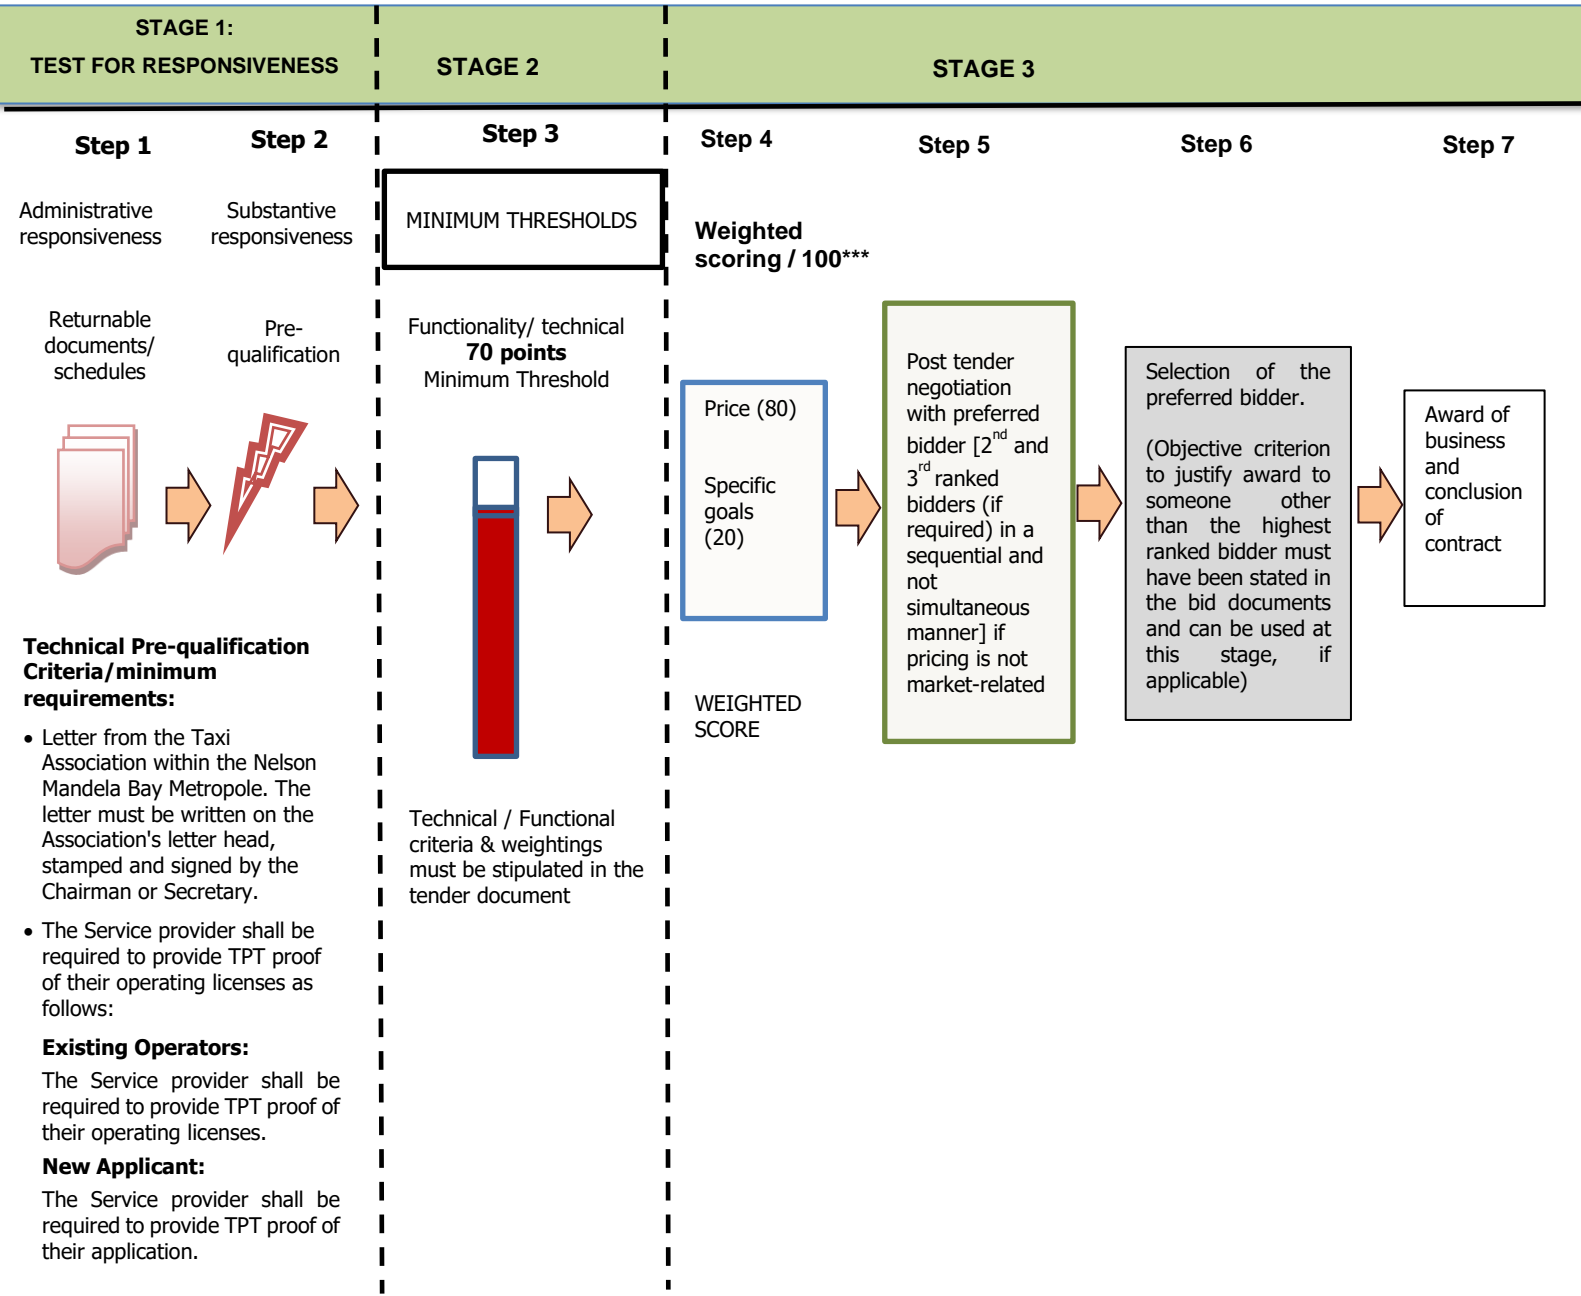 STAGE 1:
TEST FOR RESPONSIVENESS
STAGE 2
STAGE 3
Step 1
Step 2
Step 3
Step 4
Step 5
Step 6
Step 7
Administrative
responsiveness
Substantive
responsiveness
MINIMUM THRESHOLDS
Weighted
scoring / 100***
Returnable
documents/
schedules
Pre-
qualification
Functionality/ technical
70 points
Minimum Threshold
Price (80)
Specific
goals
(20)
WEIGHTED
SCORE
Post tender
negotiation
with preferred
bidder [2nd and
3rd ranked
bidders (if
required) in a
sequential and
not
simultaneous
manner] if
pricing is not
market-related
Selection of the
preferred bidder.
(Objective criterion
to justify award to
someone other
than the highest
ranked bidder must
have been stated in
the bid documents
and can be used at
this stage, if
applicable)
Award of
business
and
conclusion
of
contract
Technical Pre-qualification
Criteria/minimum
requirements:
• Letter from the Taxi
Association within the Nelson
Mandela Bay Metropole. The
letter must be written on the
Association's letter head,
stamped and signed by the
Chairman or Secretary.
• The Service provider shall be
required to provide TPT proof
of their operating licenses as
follows:
Existing Operators:
The Service provider shall be
required to provide TPT proof of
their operating licenses.
New Applicant:
The Service provider shall be
required to provide TPT proof of
their application.
Technical / Functional
criteria & weightings
must be stipulated in the
tender document